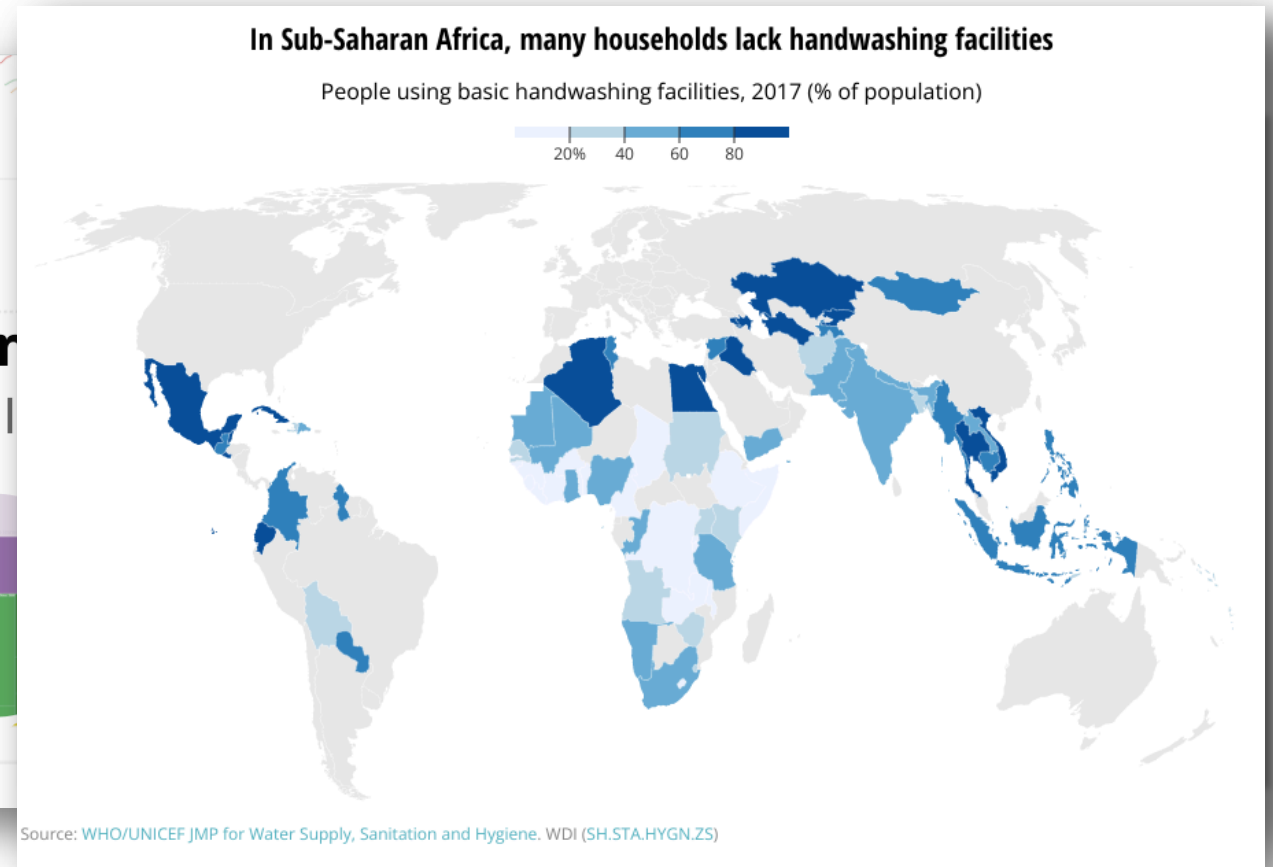 In Sub-Saharan Africa, many households lack handwashing facilities
People using basic handwashing facilities, 2017 (% of population)
20% 40 60 80
Source: WHO/UNICEF JMP for Water Supply, Sanitation and Hygiene. WDI (SH.STA.HYGN.ZS)